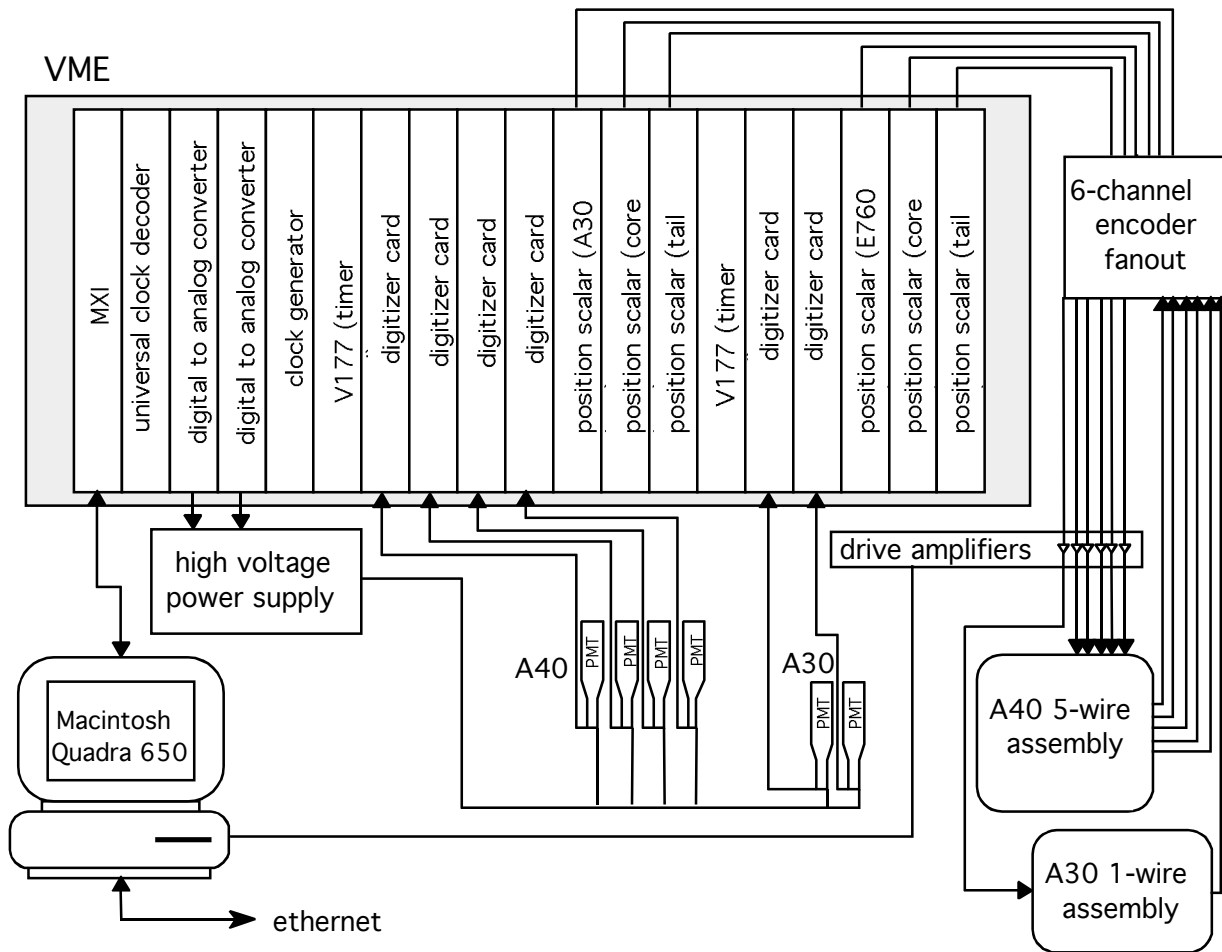 VME
MXI
universal clock decoder
digital to analog converter
digital to analog converter
clock generator
V177 (timer
digitizer card
digitizer card
digitizer card
digitizer card
position scalar (A30
position scalar (core
position scalar (tail
V177 (timer
digitizer card
digitizer card
position scalar (E760
position scalar (core
position scalar (tail
6-channel
encoder
fanout
high voltage
power supply
drive amplifiers
A40
PMT
PMT
PMT
PMT
A30
PMT
PMT
Macintosh
Quadra 650
A40 5-wire
assembly
A30 1-wire
assembly
ethernet